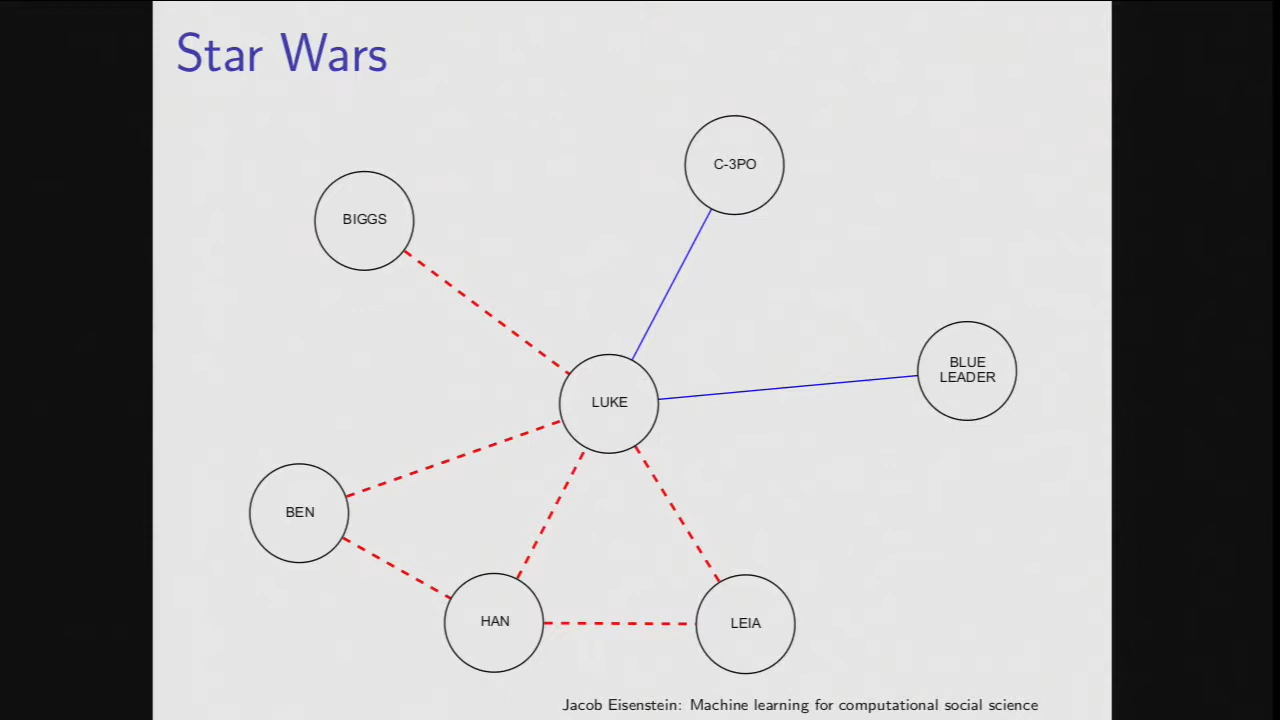 Star Wars
C-3PO
BIGGS
BLUE
LEADER
LUKE
BEN
HAN
LEIA
Jacob Eisenstein: Machine learning for computational social science